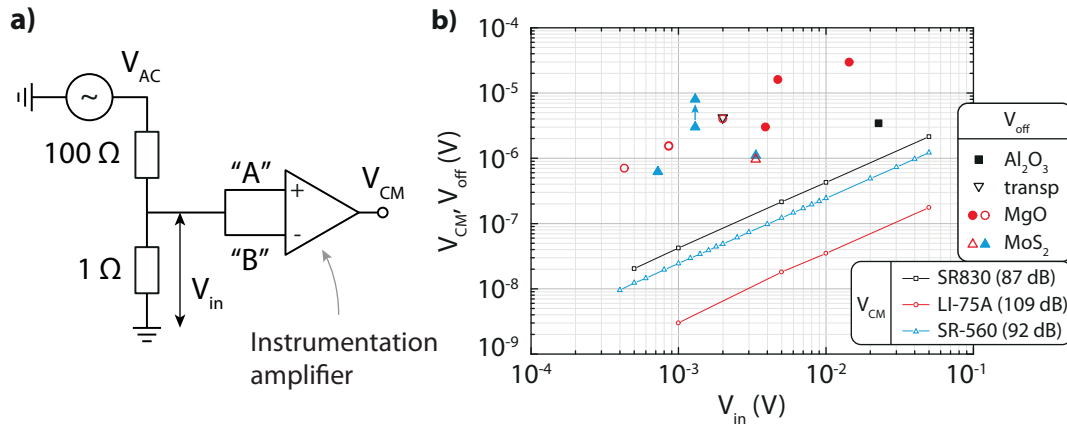 a)
V_AC
~
100 Ω
"A"
+
V_CM
"B"
-
1 Ω
V_in
Instrumentation
amplifier
b)
10^-4
10^-5
10^-6
10^-7
10^-8
10^-9
V_CM, V_off (V)
10^-4
10^-3
10^-2
10^-1
V_in (V)
V_off
Al_2O_3
transp
MgO
MoS_2
V_CM
SR830 (87 dB)
LI-75A (109 dB)
SR-560 (92 dB)